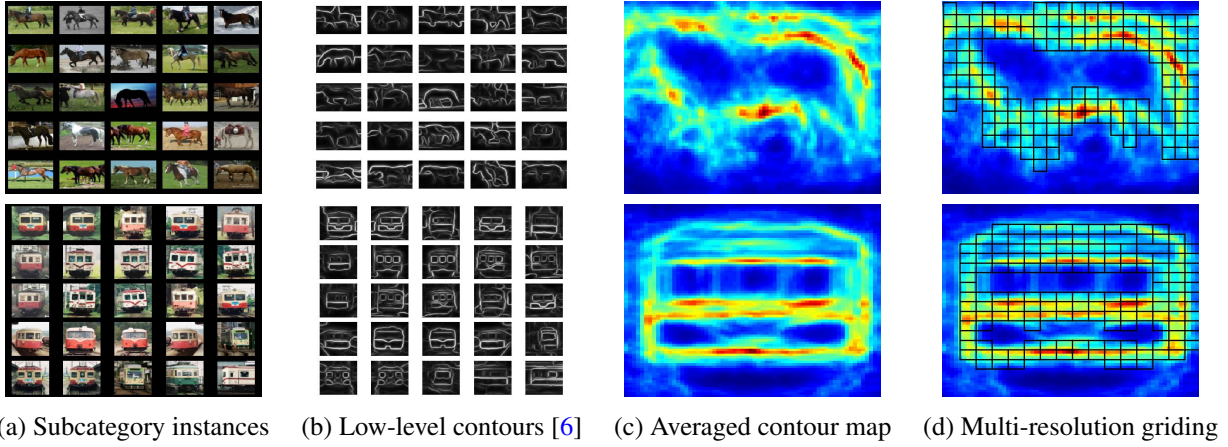 (a) Subcategory instances (b) Low-level contours [6] (c) Averaged contour map (d) Multi-resolution griding